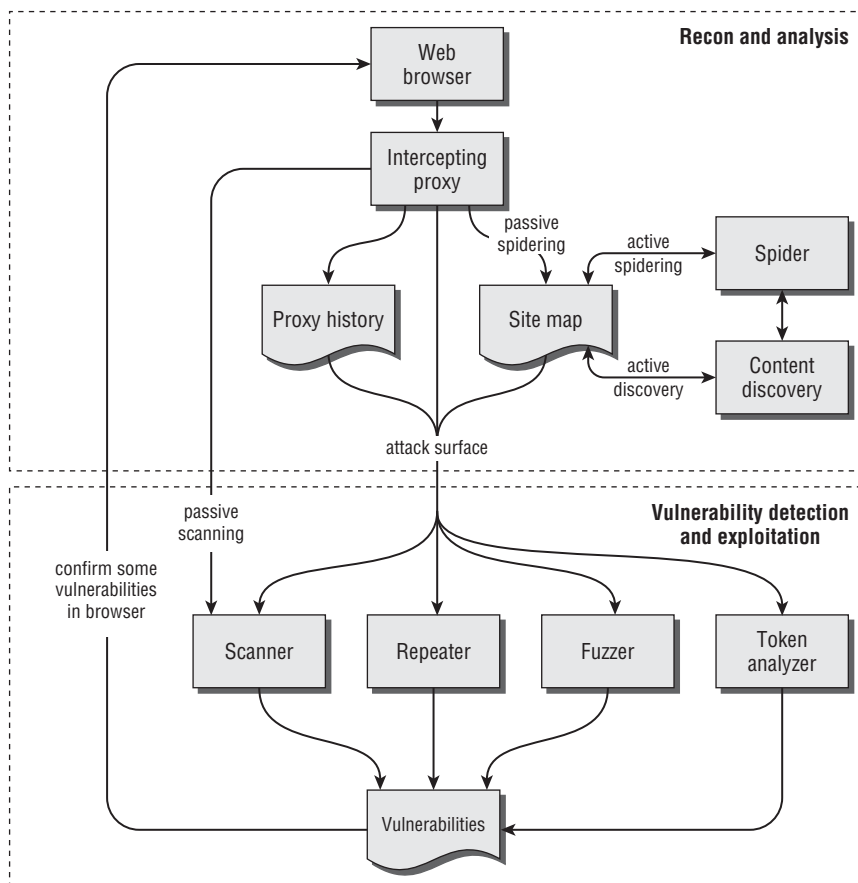 Recon and analysis
Web
browser
Intercepting
proxy
passive
spidering
active
spidering
Spider
Proxy history
Site map
active
discovery
Content
discovery
attack surface
Vulnerability detection
and exploitation
passive
scanning
confirm some
vulnerabilities
in browser
Scanner
Repeater
Fuzzer
Token
analyzer
Vulnerabilities